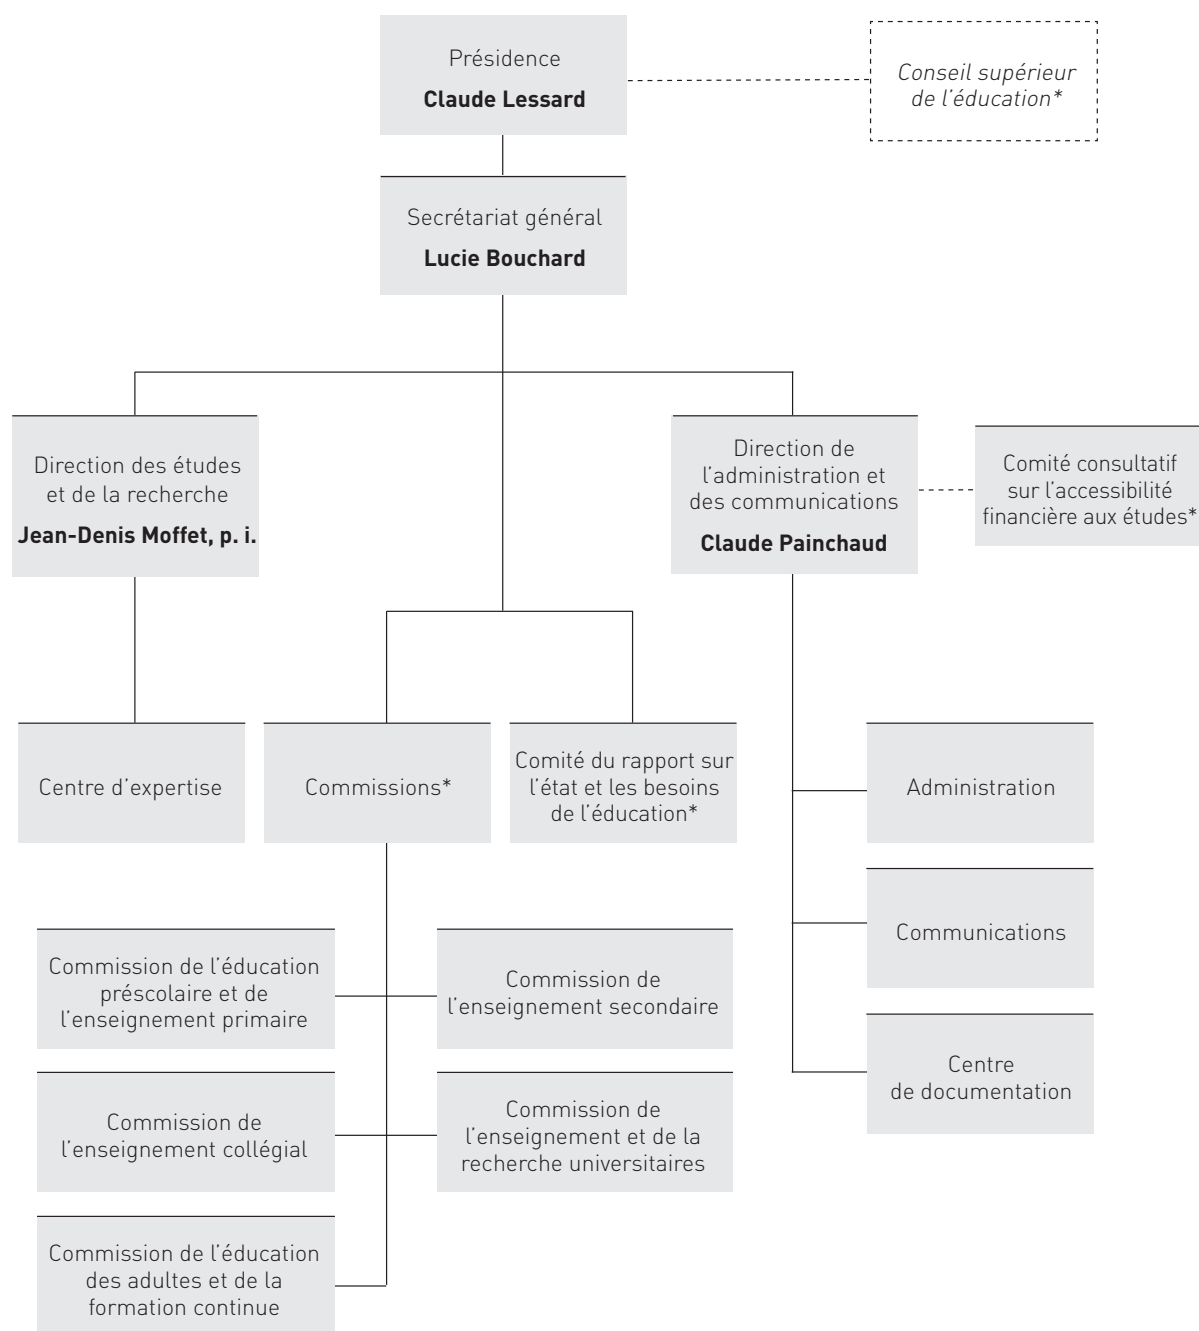 Présidence
Claude Lessard
Conseil supérieur
de l'éducation*
Secrétariat général
Lucie Bouchard
Direction des études
et de la recherche
Jean-Denis Moffet, p. i.
Direction de
l'administration et
des communications
Claude Painchaud
Comité consultatif
sur l'accessibilité
financière aux études*
Centre d'expertise
Commissions*
Comité du rapport sur
l'état et les besoins
de l'éducation*
Administration
Communications
Centre
de documentation
Commission de l'éducation
préscolaire et de
l'enseignement primaire
Commission de
l'enseignement secondaire
Commission de
l'enseignement collégial
Commission de
l'enseignement et de la
recherche universitaires
Commission de l'éducation
des adultes et de la
formation continue